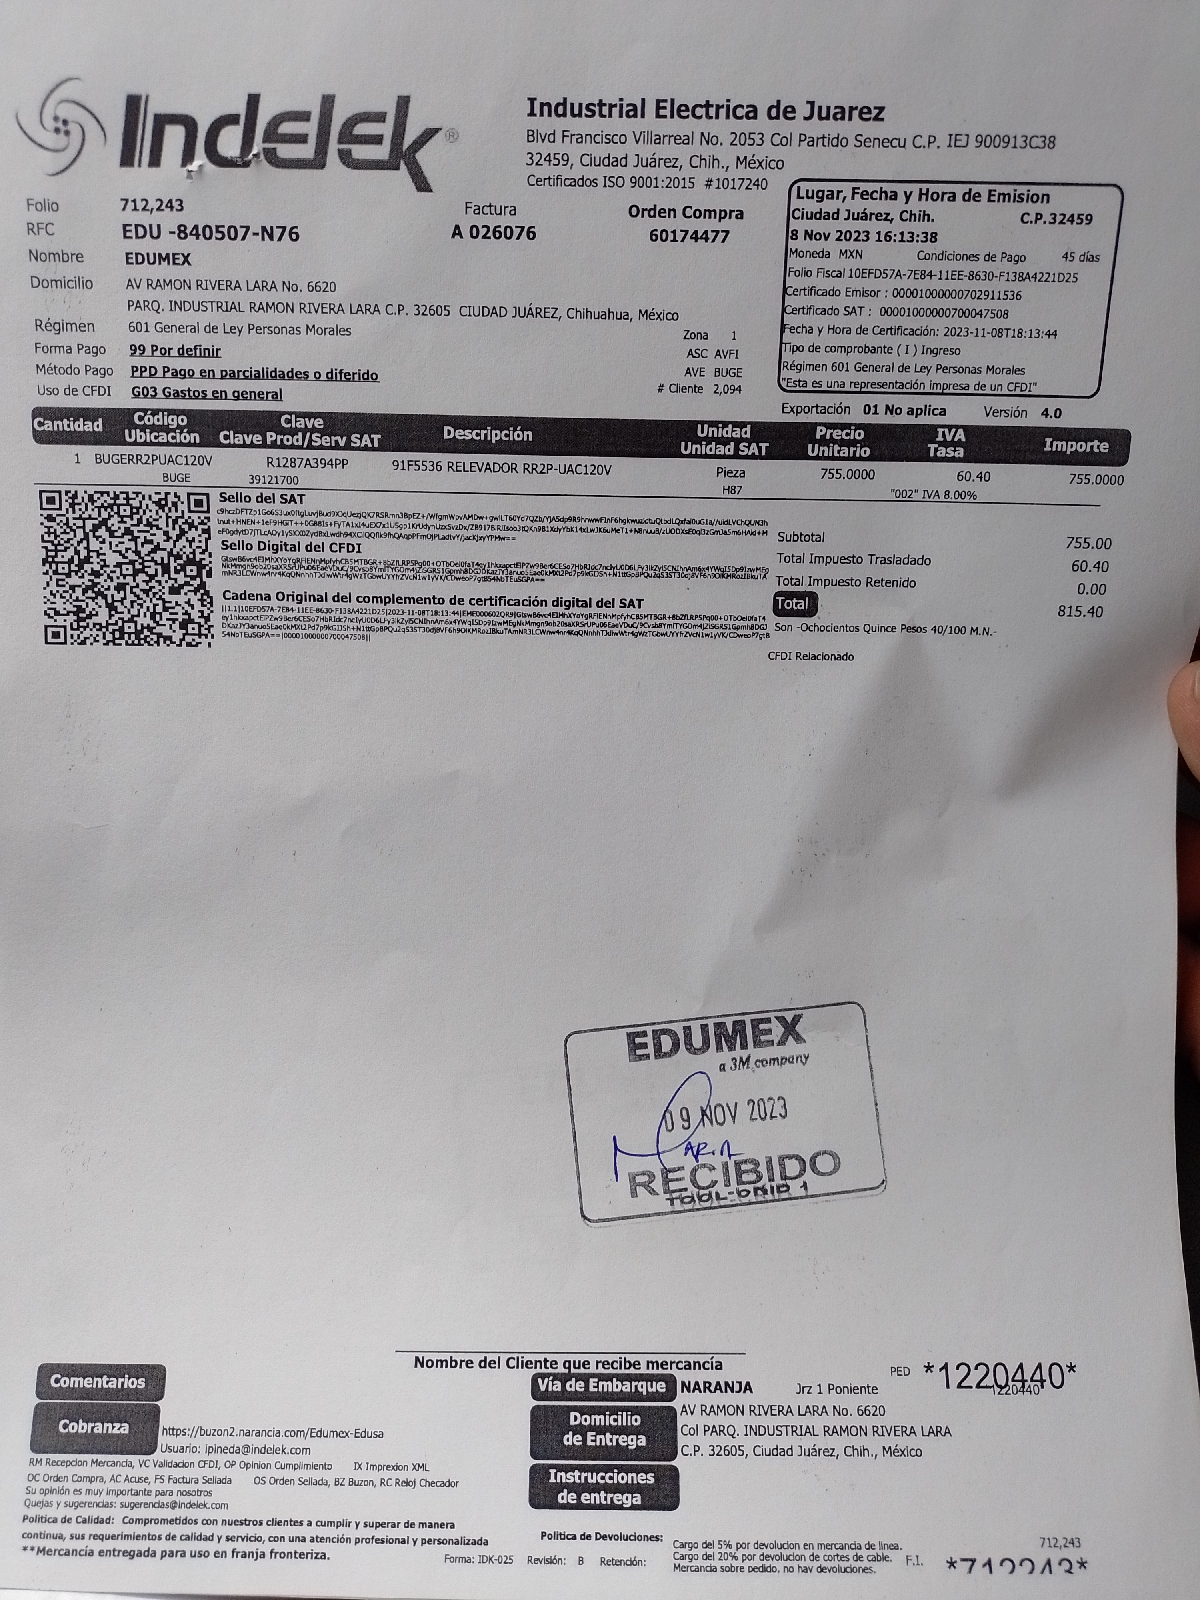 Indelek®
Industrial Electrica de Juarez
Blvd Francisco Villarreal No. 2053 Col Partido Senecu C.P. IEJ 900913C38
32459, Ciudad Juárez, Chih., México
Certificados ISO 9001:2015 #1017240
Folio 712,243
Factura
Orden Compra
RFC EDU -840507-N76
A 026076
60174477
Nombre EDUMEX
Domicilio AV RAMON RIVERA LARA No. 6620
PARQ. INDUSTRIAL RAMON RIVERA LARA C.P. 32605 CIUDAD JUÁREZ, Chihuahua, México
Régimen 601 General de Ley Personas Morales
Forma Pago 99 Por definir
Método Pago PPD Pago en parcialidades o diferido
Uso de CFDI G03 Gastos en general
Zona 1
ASC AVFI
AVE BUGE
# Cliente 2,094
Lugar, Fecha y Hora de Emision
Ciudad Juárez, Chih. C.P.32459
8 Nov 2023 16:13:38
Moneda MXN Condiciones de Pago 45 días
Folio Fiscal 10EFD57A-7E84-11EE-8630-F138A4221D25
Certificado Emisor : 00001000000702911536
Certificado SAT : 00001000000700047508
Fecha y Hora de Certificación: 2023-11-08T18:13:44
Tipo de comprobante ( I ) Ingreso
Régimen 601 General de Ley Personas Morales
"Esta es una representación impresa de un CFDI"
Exportación 01 No aplica Versión 4.0
Cantidad Código Clave Descripción Unidad Precio IVA Importe
Ubicación Clave Prod/Serv SAT Unidad SAT Unitario Tasa
1 BUGERR2PUAC120V R1287A394PP 91F5536 RELEVADOR RR2P-UAC120V Pieza 755.0000 60.40 755.0000
BUGE 39121700 H87 "002" IVA 8.00%
Sello del SAT
Sello Digital del CFDI
Cadena Original del complemento de certificación digital del SAT
Subtotal 755.00
Total Impuesto Trasladado 60.40
Total Impuesto Retenido 0.00
Total 815.40
Son -Ochocientos Quince Pesos 40/100 M.N.-
CFDI Relacionado
EDUMEX
a 3M company
09 NOV 2023
RECIBIDO
Nombre del Cliente que recibe mercancía
PED *1220440*
1220440
Comentarios
Vía de Embarque NARANJA Jrz 1 Poniente
Cobranza
https://buzon2.narancia.com/Edumex-Edusa
Usuario: ipineda@indelek.com
Domicilio de Entrega
AV RAMON RIVERA LARA No. 6620
Col PARQ. INDUSTRIAL RAMON RIVERA LARA
C.P. 32605, Ciudad Juárez, Chih., México
Instrucciones de entrega
RM Recepcion Mercancia, VC Validacion CFDI, OP Opinion Cumplimiento IX Imprexion XML
OC Orden Compra, AC Acuse, FS Factura Sellada OS Orden Sellada, BZ Buzon, RC Reloj Checador
Su opinión es muy importante para nosotros
Quejas y sugerencias: sugerencias@indelek.com
Politica de Calidad: Comprometidos con nuestros clientes a cumplir y superar de manera
continua, sus requerimientos de calidad y servicio, con una atención profesional y personalizada
**Mercancía entregada para uso en franja fronteriza.
Forma: IDK-025 Revisión: B Retención:
Politica de Devoluciones: Cargo del 5% por devolucion en mercancia de linea.
Cargo del 20% por devolucion de cortes de cable.
Mercancia sobre pedido, no hay devoluciones.
F.I.
712,243
*712243*